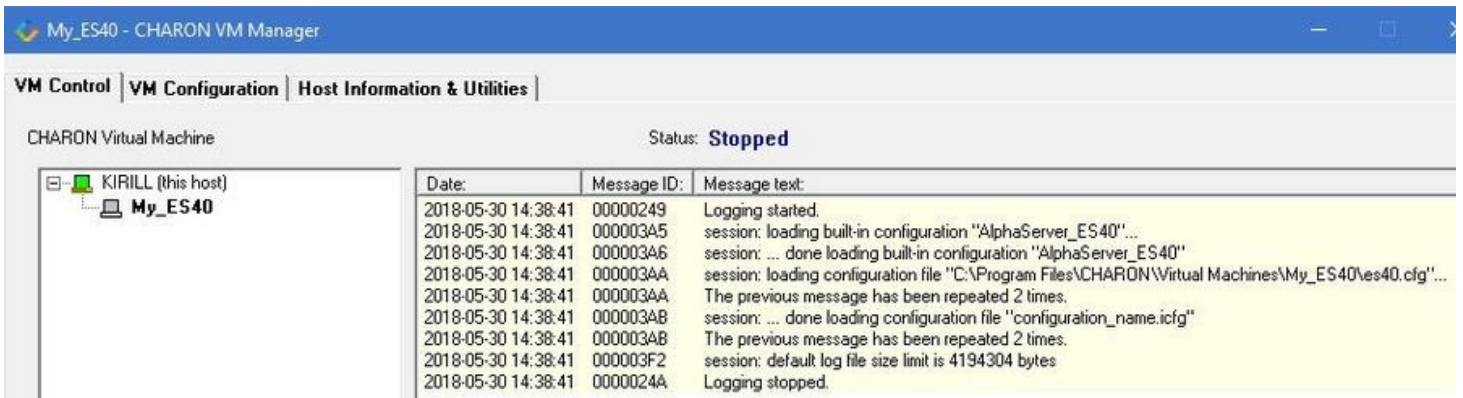 My_ES40 - CHARON VM Manager
VM Control VM Configuration Host Information & Utilities
CHARON Virtual Machine Status: Stopped
KIRILL (this host)
My_ES40
Date: Message ID: Message text:
2018-05-30 14:38:41 00000249 Logging started.
2018-05-30 14:38:41 000003A5 session: loading built-in configuration "AlphaServer_ES40"...
2018-05-30 14:38:41 000003A6 session: ... done loading built-in configuration "AlphaServer_ES40"
2018-05-30 14:38:41 000003AA session: loading configuration file "C:\Program Files\CHARON\Virtual Machines\My_ES40\es40.cfg"...
2018-05-30 14:38:41 000003AA The previous message has been repeated 2 times.
2018-05-30 14:38:41 000003AB session: ... done loading configuration file "configuration_name.icfg"
2018-05-30 14:38:41 000003AB The previous message has been repeated 2 times.
2018-05-30 14:38:41 000003F2 session: default log file size limit is 4194304 bytes
2018-05-30 14:38:41 0000024A Logging stopped.